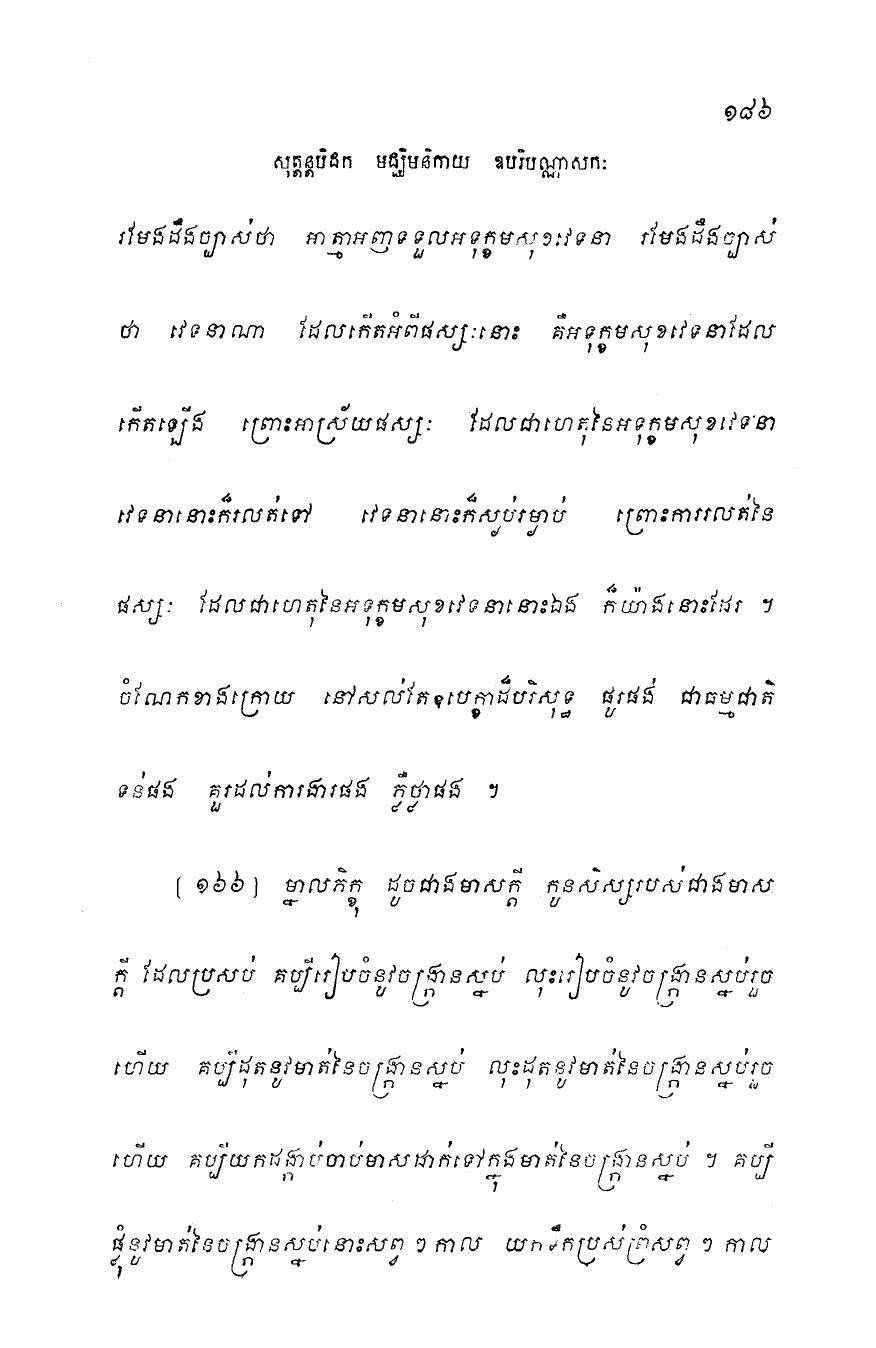 ១៨៦
សុត្តន្តបិដក មជ្ឈិមនិកាយ ឧបរិបណ្ណាសកៈ
រមែងដឹងច្បាស់ថា អាត្មាអញទទួលអទុក្ខមសុខវេទនា រមែងដឹងច្បាស់
ថា វេទនាណា ដែលកើតអំពីផស្សៈនោះ គឺអទុក្ខមសុខវេទនាដែល
កើតឡើង ព្រោះអាស្រ័យផស្សៈ ដែលជាហេតុនៃអទុក្ខមសុខវេទនា
វេទនានោះក៏រលត់ទៅ វេទនានោះក៏ស្ងប់រម្ងាប់ ព្រោះការរលត់នៃ
ផស្សៈ ដែលជាហេតុនៃអទុក្ខមសុខវេទនានោះឯង ក៏យ៉ាងនោះដែរ ។
ចំណែកខាងក្រោយ នៅសល់តែឧបេក្ខាដ៏បរិសុទ្ធ ផូរផង់ ជាធម្មជាតិ
ទន់ផង គួរដល់ការងារផង ភ្លឺថ្លាផង ។
[ ១៦៦ ] ម្នាលភិក្ខុ ដូចជាងមាសក្តី កូនសិស្សរបស់ជាងមាស
ក្តី ដែលប្រសប់ គប្បីរៀបចំនូវចង្ក្រានស្នប់ លុះរៀបចំនូវចង្ក្រានស្នប់រួច
ហើយ គប្បីដុតនូវមាត់នៃចង្ក្រានស្នប់ លុះដុតនូវមាត់នៃចង្ក្រានស្នប់រួច
ហើយ គប្បីយកដង្កាប់ចាប់មាសដាក់ទៅក្នុងមាត់នៃចង្ក្រានស្នប់ ។ គប្បី
ផ្លុំនូវមាត់នៃចង្ក្រានស្នប់នោះសព្វ ៗ កាល យកទឹកប្រស់ព្រំសព្វ ៗ កាល